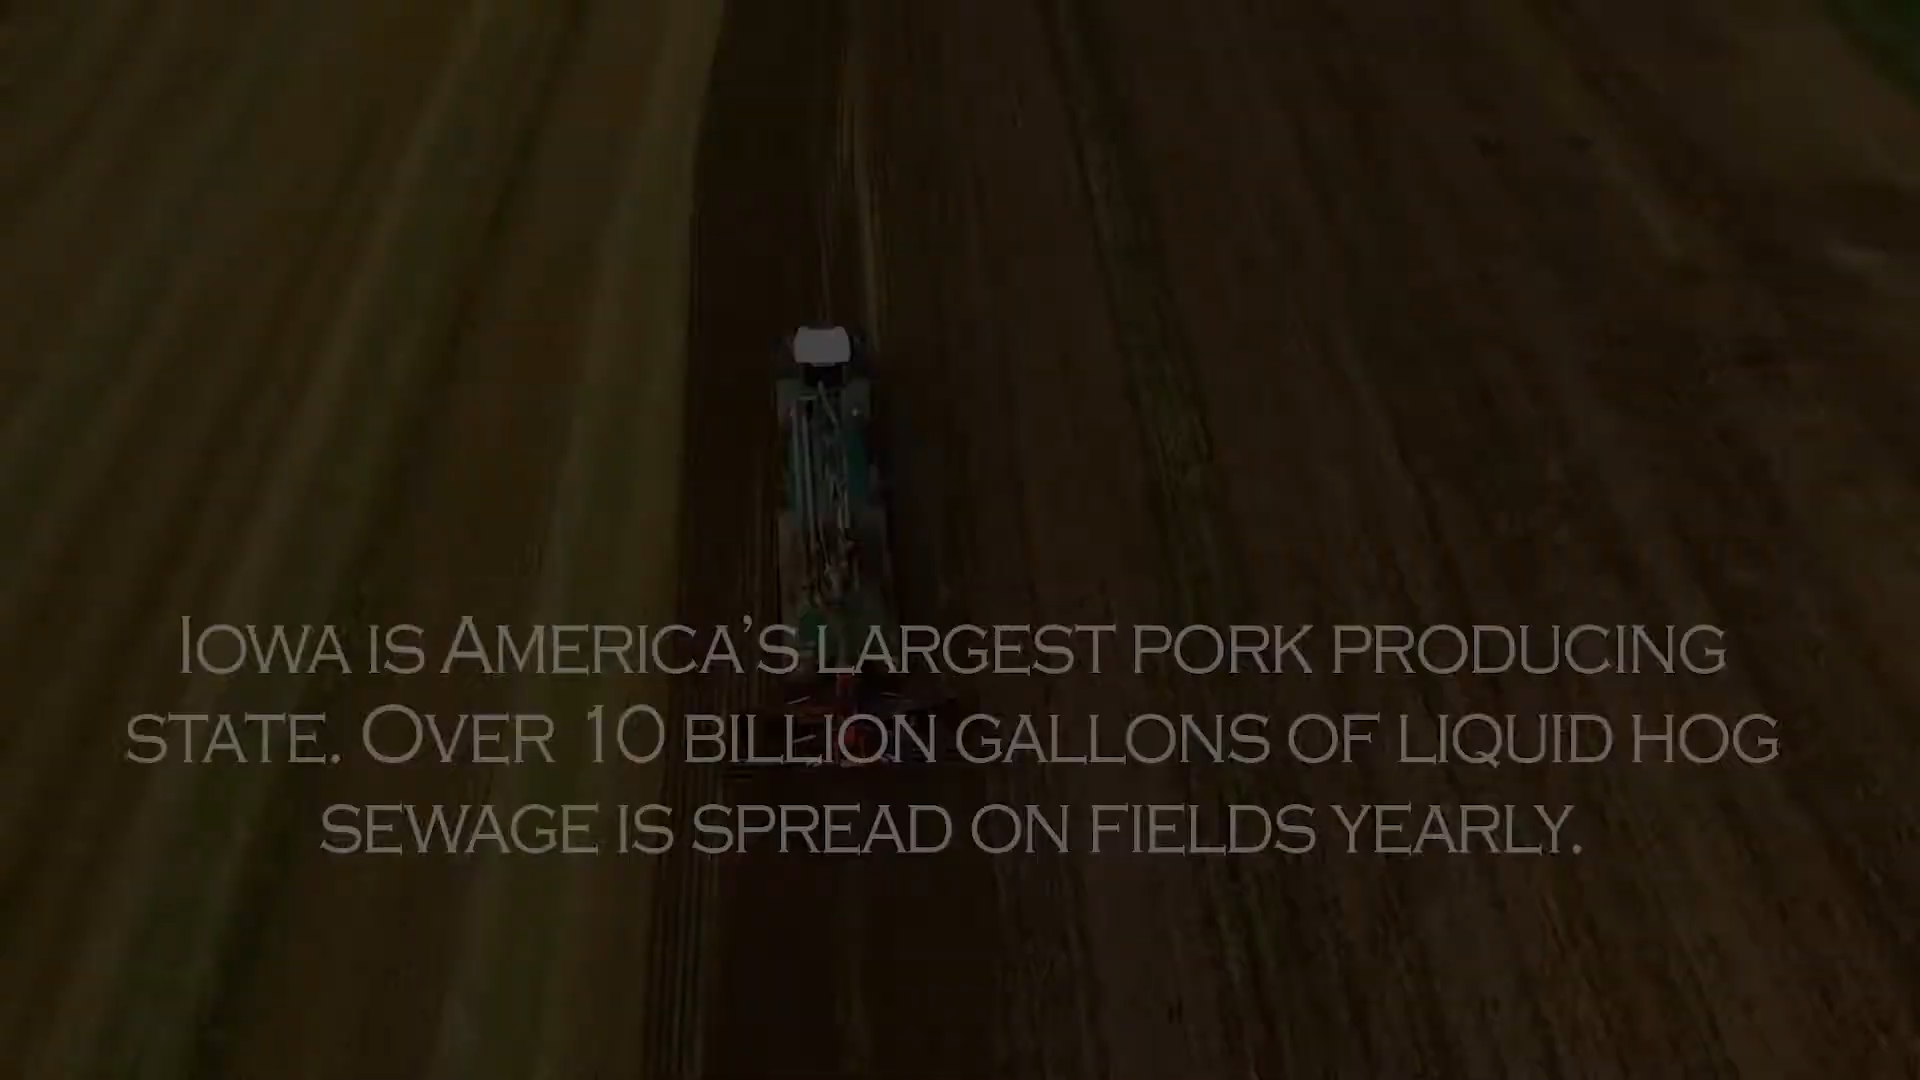 Iowa is America's largest pork producing
state. Over 10 billion gallons of liquid hog
sewage is spread on fields yearly.